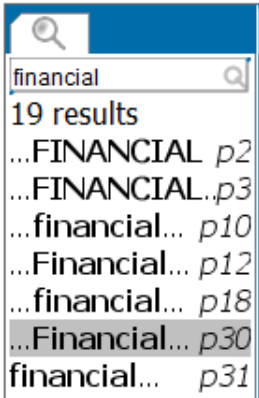 financial
19 results
...FINANCIAL p2
...FINANCIAL..p3
...financial... p10
...Financial... p12
...financial... p18
...Financial... p30
financial... p31